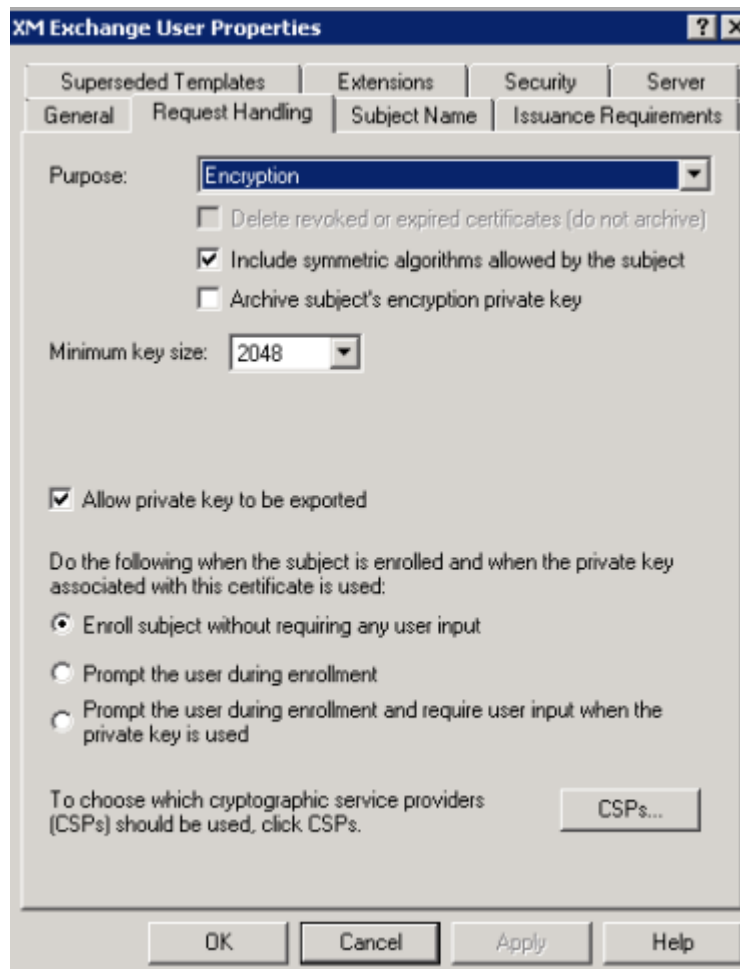 XM Exchange User Properties
Superseded Templates Extensions Security Server
General Request Handling Subject Name Issuance Requirements
Purpose: Encryption
Delete revoked or expired certificates (do not archive)
Include symmetric algorithms allowed by the subject
Archive subject's encryption private key
Minimum key size: 2048
Allow private key to be exported
Do the following when the subject is enrolled and when the private key
associated with this certificate is used:
Enroll subject without requiring any user input
Prompt the user during enrollment
Prompt the user during enrollment and require user input when the
private key is used
To choose which cryptographic service providers
(CSPs) should be used, click CSPs.
CSPs...
OK Cancel Apply Help